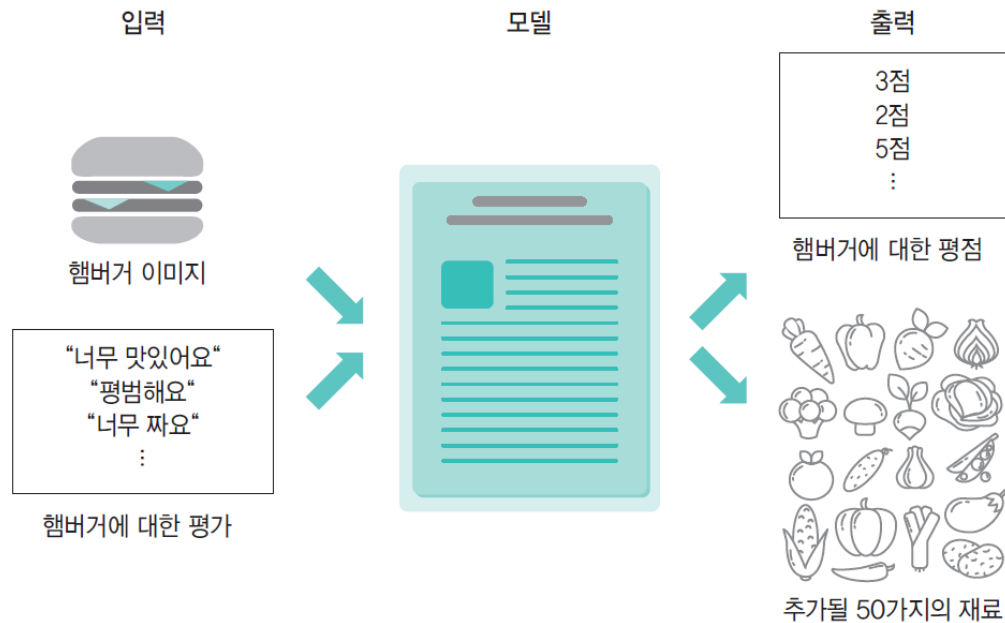 입력
모델
출력
햄버거 이미지
“너무 맛있어요“
“평범해요“
“너무 짜요“
⋮
햄버거에 대한 평가
3점
2점
5점
⋮
햄버거에 대한 평점
추가될 50가지의 재료